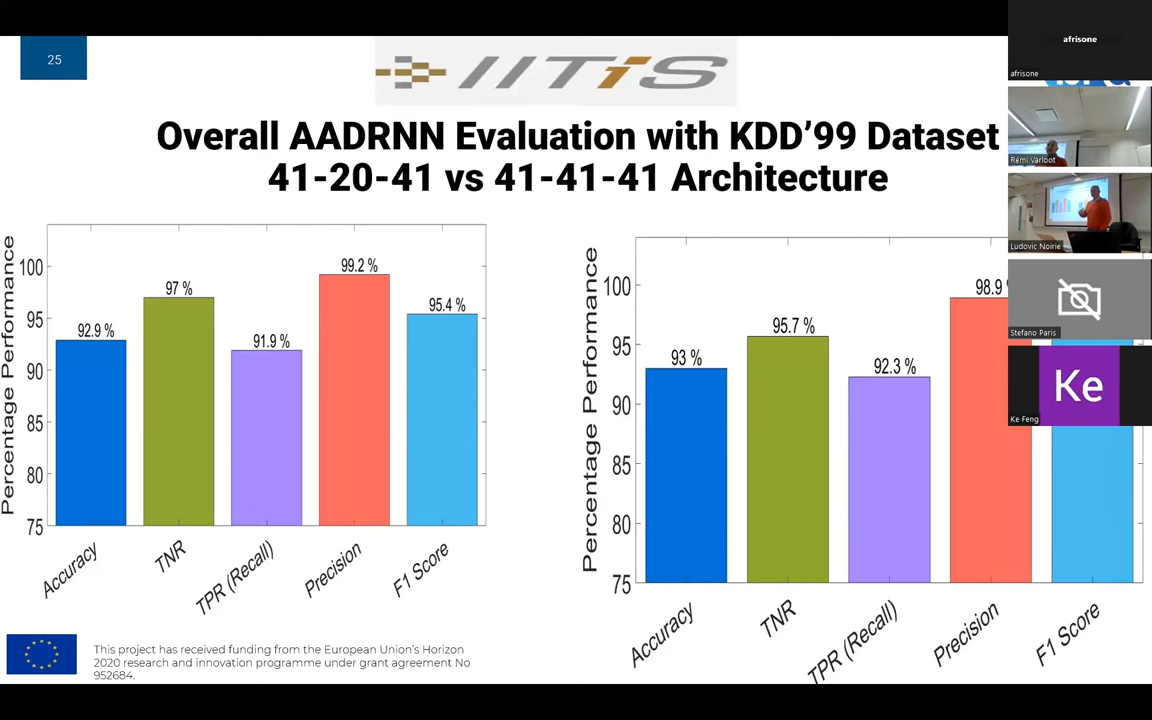 25
IITiS
Overall AADRNN Evaluation with KDD’99 Dataset
41-20-41 vs 41-41-41 Architecture
Percentage Performance
100
95
90
85
80
75
92.9 %
97 %
91.9 %
99.2 %
95.4 %
Accuracy
TNR
TPR (Recall)
Precision
F1 Score
Percentage Performance
100
95
90
85
80
75
93 %
95.7 %
92.3 %
98.9
Accuracy
TNR
TPR (Recall)
Precision
F1 Score
This project has received funding from the European Union’s Horizon
2020 research and innovation programme under grant agreement No
952684.
afrisone
afrisone
Rémi Varloot
Ludovic Noirie
Stefano Paris
Ke
Ke Feng